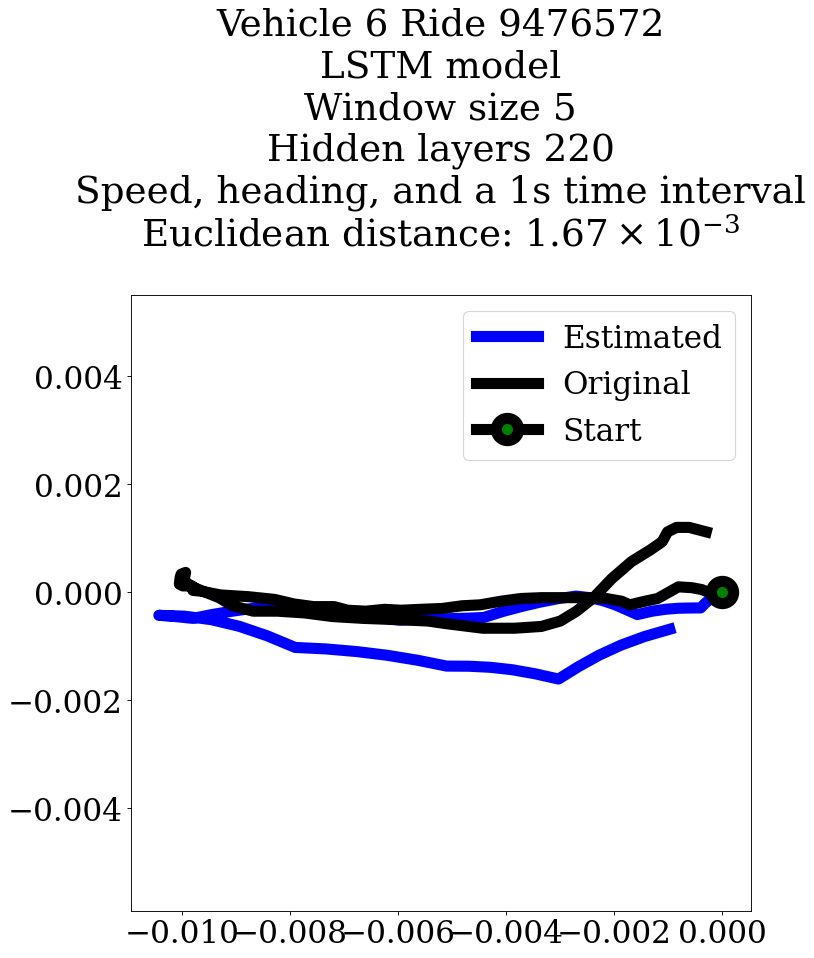 Vehicle 6 Ride 9476572
LSTM model
Window size 5
Hidden layers 220
Speed, heading, and a 1s time interval
Euclidean distance: 1.67 × 10⁻³
Estimated
Original
Start
0.004
0.002
0.000
−0.002
−0.004
−0.010 −0.008 −0.006 −0.004 −0.002 0.000